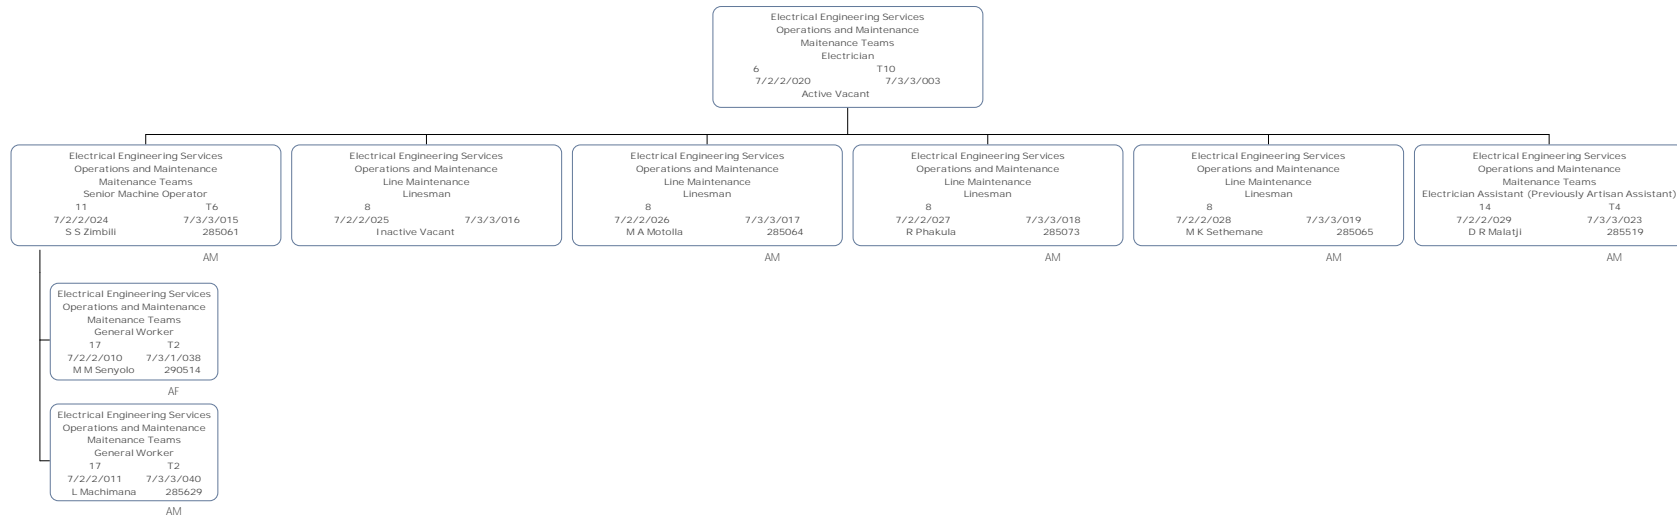 Electrical Engineering Services
Operations and Maintenance
Maitenance Teams
Electrician
6 T10
7/2/2/020 7/3/3/003
Active Vacant
Electrical Engineering Services
Operations and Maintenance
Maitenance Teams
Senior Machine Operator
11 T6
7/2/2/024 7/3/3/015
S S Zimbili 285061
AM
Electrical Engineering Services
Operations and Maintenance
Line Maintenance
Linesman
8
7/2/2/025 7/3/3/016
Inactive Vacant
Electrical Engineering Services
Operations and Maintenance
Line Maintenance
Linesman
8
7/2/2/026 7/3/3/017
M A Motolla 285064
AM
Electrical Engineering Services
Operations and Maintenance
Line Maintenance
Linesman
8
7/2/2/027 7/3/3/018
R Phakula 285073
AM
Electrical Engineering Services
Operations and Maintenance
Line Maintenance
Linesman
8
7/2/2/028 7/3/3/019
M K Sethemane 285065
AM
Electrical Engineering Services
Operations and Maintenance
Maitenance Teams
Electrician Assistant (Previously Artisan Assistant)
14 T4
7/2/2/029 7/3/3/023
D R Malatji 285519
AM
Electrical Engineering Services
Operations and Maintenance
Maitenance Teams
General Worker
17 T2
7/2/2/010 7/3/1/038
M M Senyolo 290514
AF
Electrical Engineering Services
Operations and Maintenance
Maitenance Teams
General Worker
17 T2
7/2/2/011 7/3/3/040
L Machimana 285629
AM